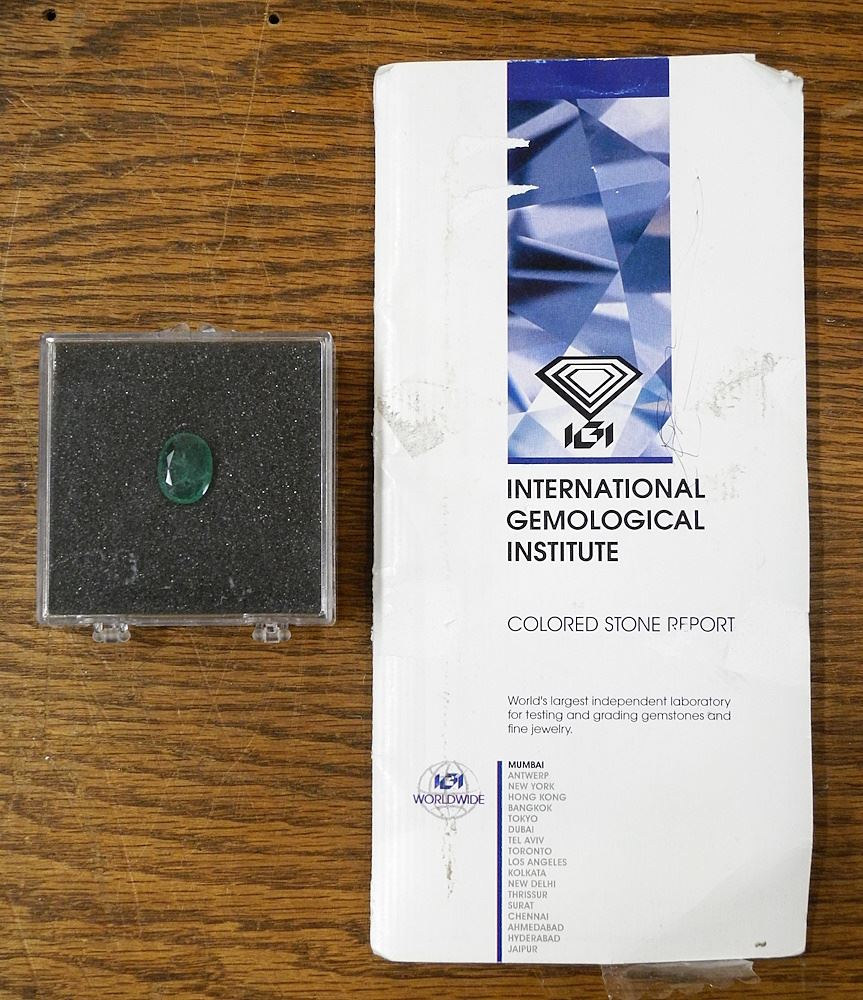 IGI
INTERNATIONAL
GEMOLOGICAL
INSTITUTE
COLORED STONE REPORT
World's largest independent laboratory
for testing and grading gemstones and
fine jewelry.
IGI
WORLDWIDE
MUMBAI
ANTWERP
NEW YORK
HONG KONG
BANGKOK
TOKYO
DUBAI
TEL AVIV
TORONTO
LOS ANGELES
KOLKATA
NEW DELHI
THRISSUR
SURAT
CHENNAI
AHMEDABAD
HYDERABAD
JAIPUR